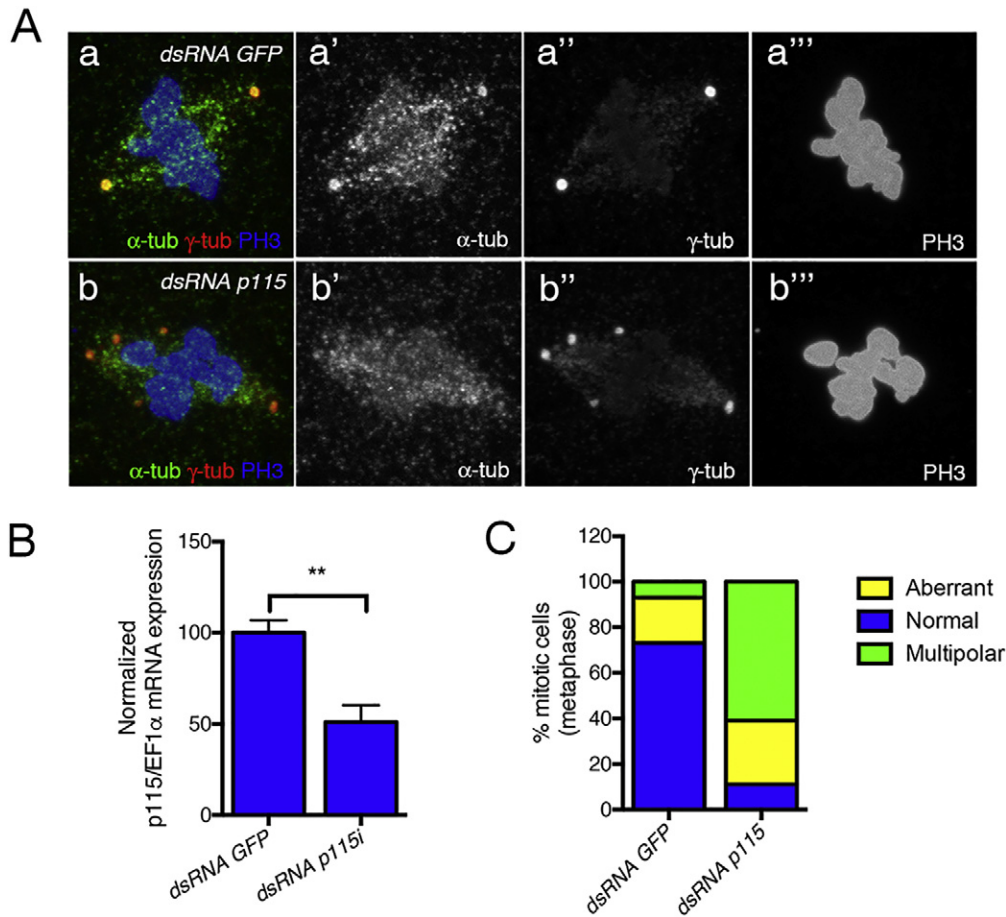 A
a
dsRNA GFP
a'
a''
a'''
α-tub γ-tub PH3
α-tub
γ-tub
PH3
b
dsRNA p115
b'
b''
b'''
α-tub γ-tub PH3
α-tub
γ-tub
PH3
B
Normalized
p115/EF1α mRNA expression
150
100
50
0
**
dsRNA GFP
dsRNA p115i
C
% mitotic cells
(metaphase)
120
100
80
60
40
20
0
dsRNA GFP
dsRNA p115
Aberrant
Normal
Multipolar